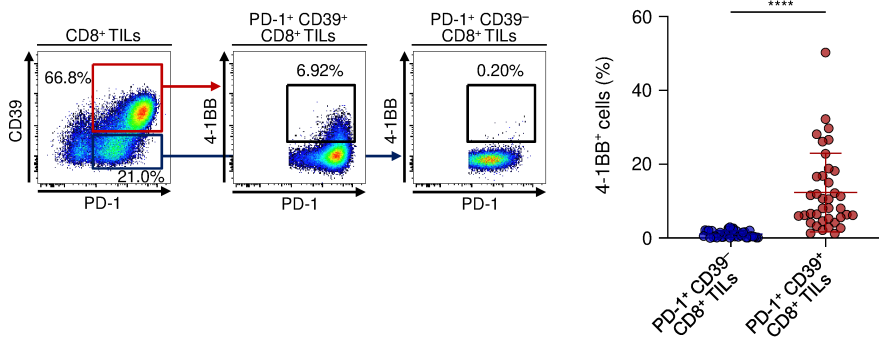 CD8⁺ TILs
66.8%
21.0%
CD39
PD-1
PD-1⁺ CD39⁺
CD8⁺ TILs
6.92%
4-1BB
PD-1
PD-1⁺ CD39⁻
CD8⁺ TILs
0.20%
4-1BB
PD-1
****
60
40
20
0
4-1BB⁺ cells (%)
PD-1⁺ CD39⁻
CD8⁺ TILs
PD-1⁺ CD39⁺
CD8⁺ TILs